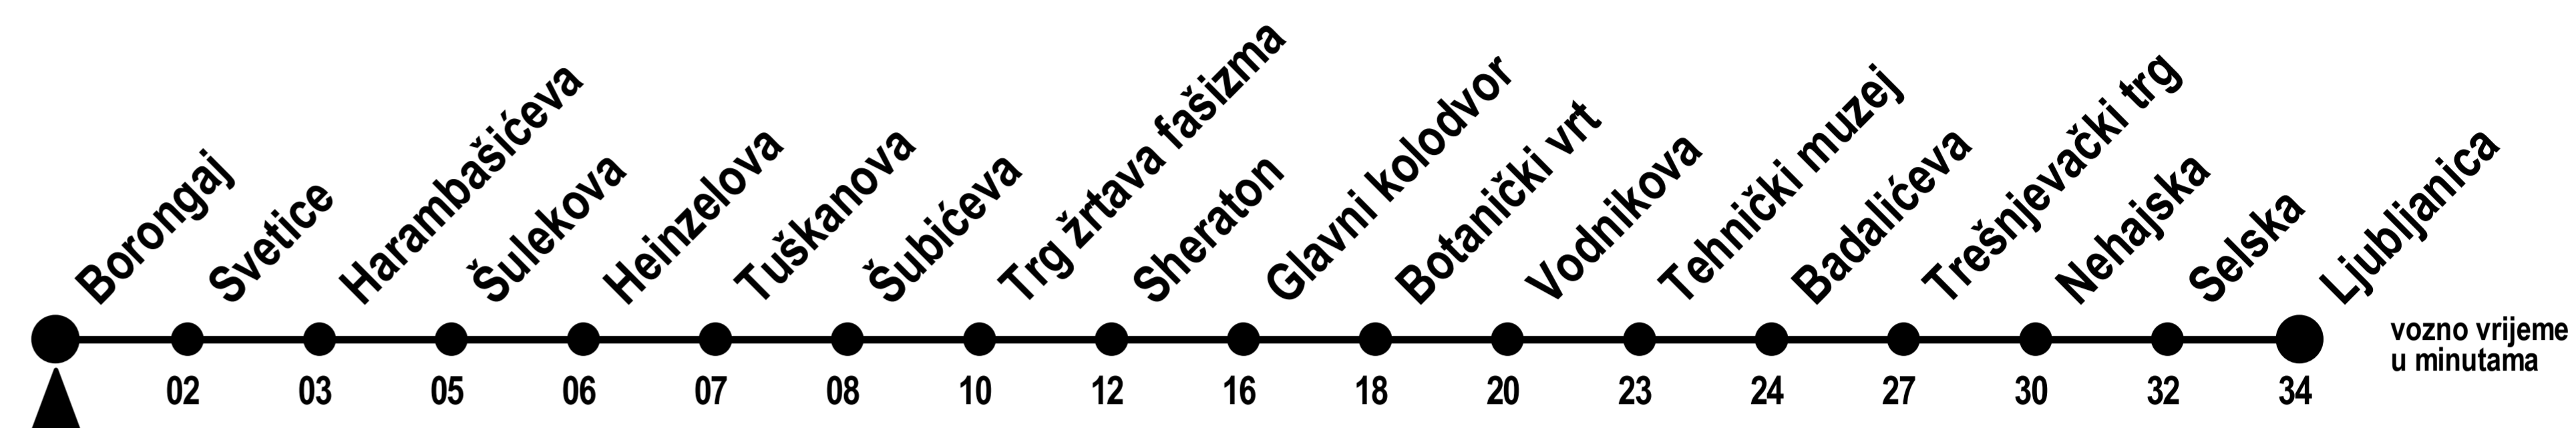 Borongaj
Svetice
Harambašićeva
Šulekova
Heinzelova
Tuškanova
Šubićeva
Trg žrtava fašizma
Sheraton
Glavni kolodvor
Botanički vrt
Vodnikova
Tehnički muzej
Badalićeva
Trešnjevački trg
Nehajska
Selska
Ljubljanica
vozno vrijeme
u minutama
02 03 05 06 07 08 10 12 16 18 20 23 24 27 30 32 34